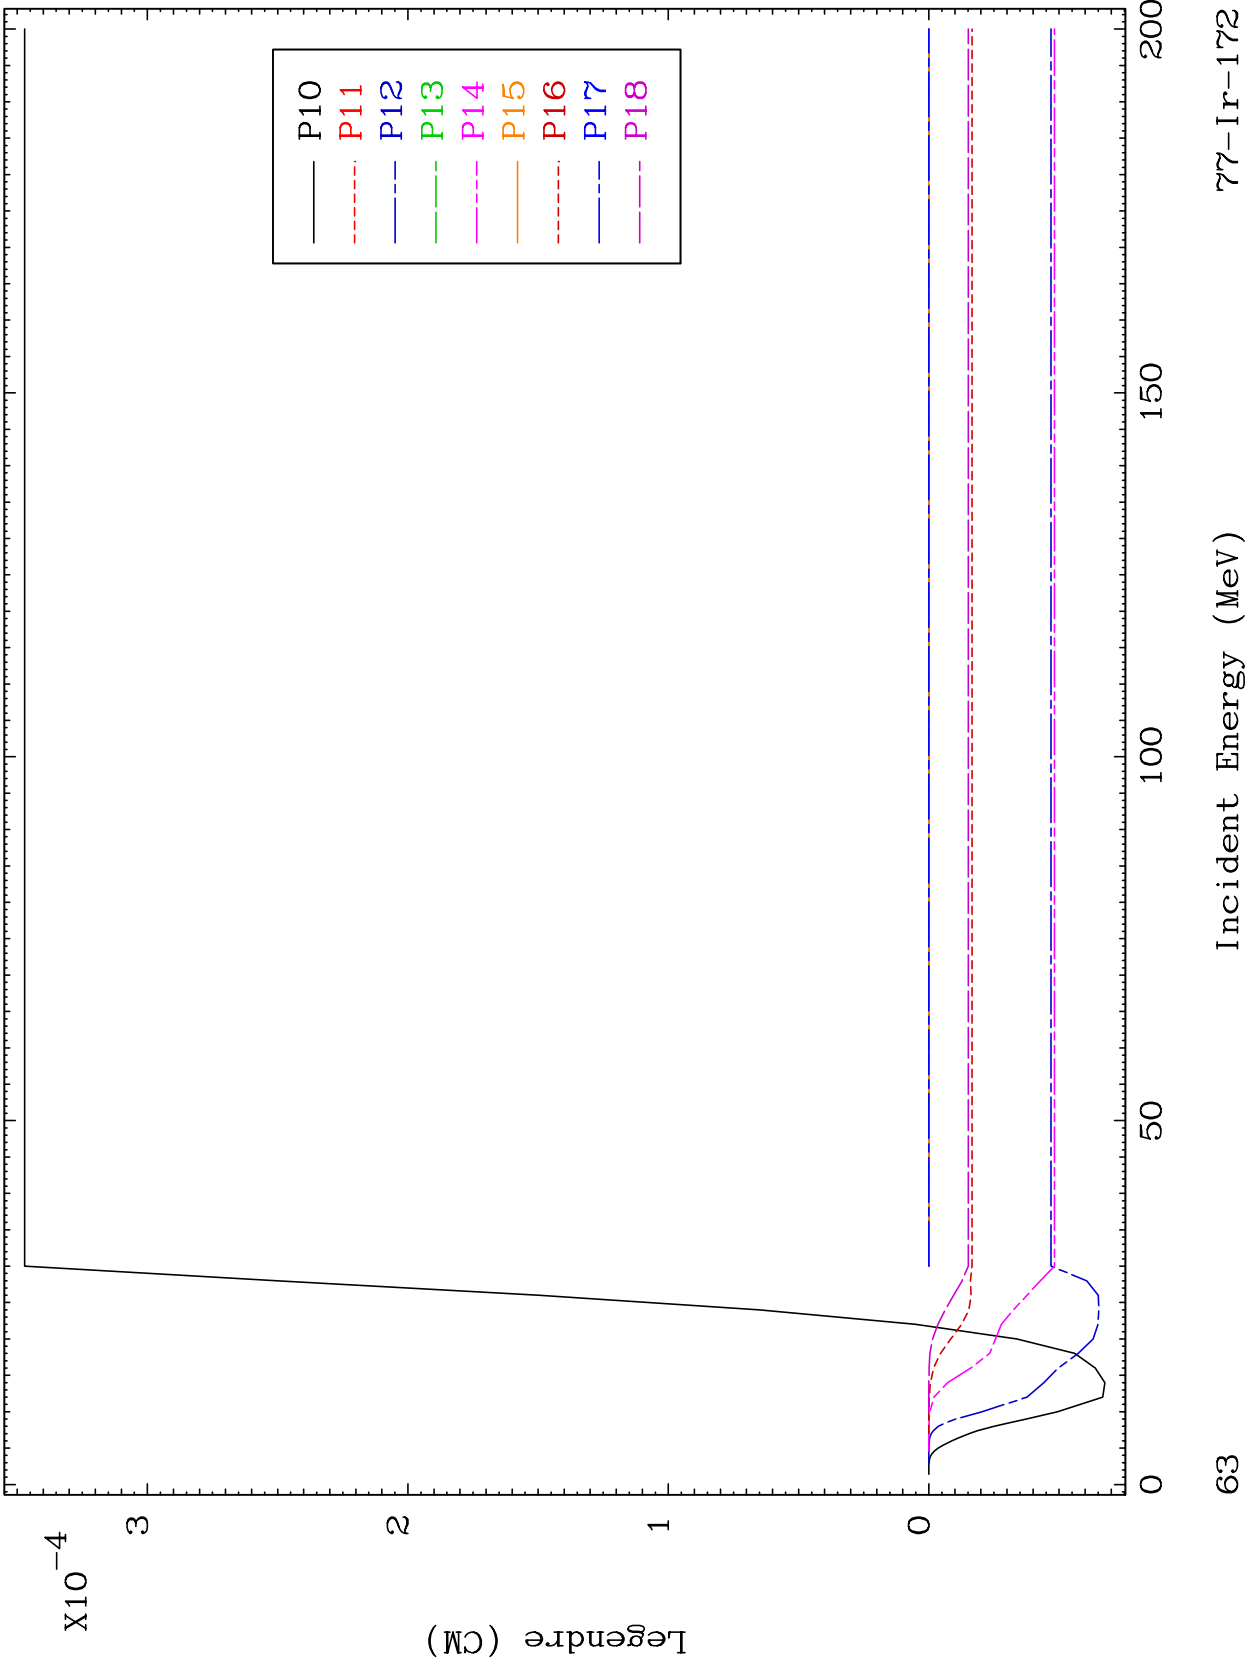 X10-4
3
2
1
0
Legendre (CM)
P10
P11
P12
P13
P14
P15
P16
P17
P18
0
50
100
150
200
63
Incident Energy (MeV)
77-Ir-172